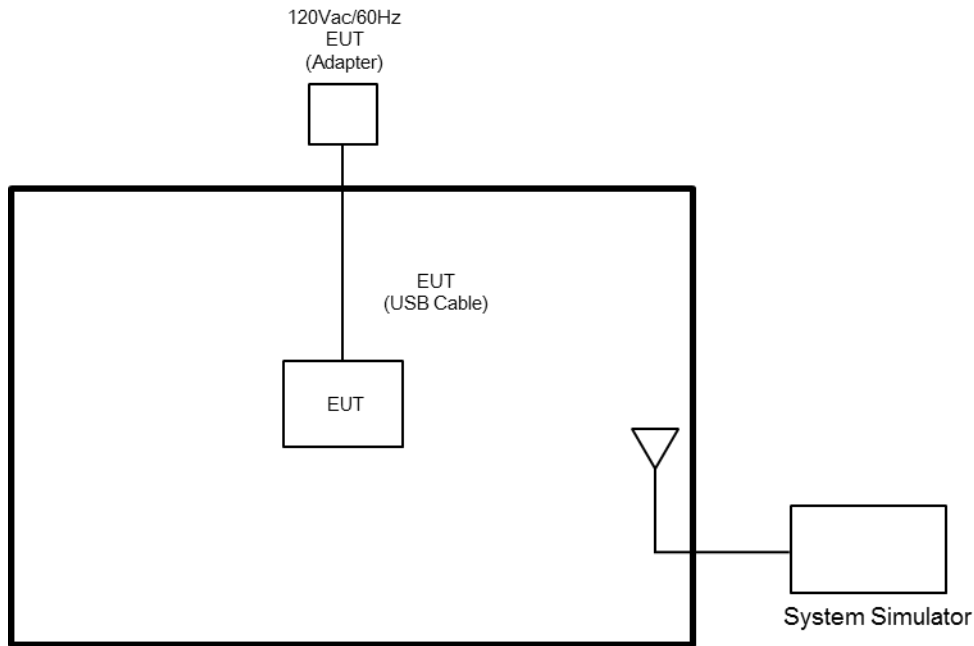 120Vac/60Hz
EUT
(Adapter)
EUT
(USB Cable)
EUT
System Simulator